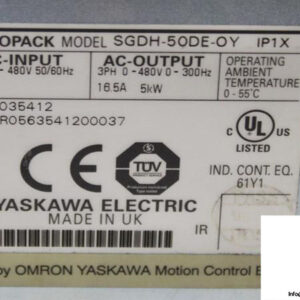 OPACK MODEL SGDH-50DE-OY IP1X
C-INPUT AC-OUTPUT OPERATING
- 480V 50/60Hz 3PH 0 - 480V 0 - 300Hz AMBIENT
16.5A 5kW TEMPERATURE
0 - 55°C
035412
R0563541200037
C UL US
LISTED
CE TÜV
IND. CONT. EQ.
61Y1
YASKAWA ELECTRIC
MADE IN UK
IR
by OMRON YASKAWA Motion Control